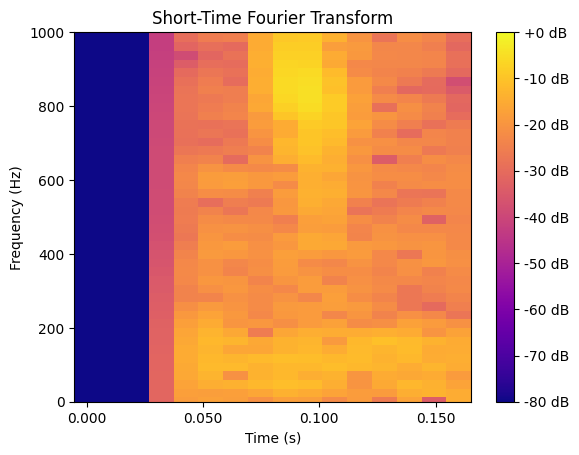 Short-Time Fourier Transform
1000
800
600
400
200
0
Frequency (Hz)
0.000
0.050
0.100
0.150
Time (s)
+0 dB
-10 dB
-20 dB
-30 dB
-40 dB
-50 dB
-60 dB
-70 dB
-80 dB